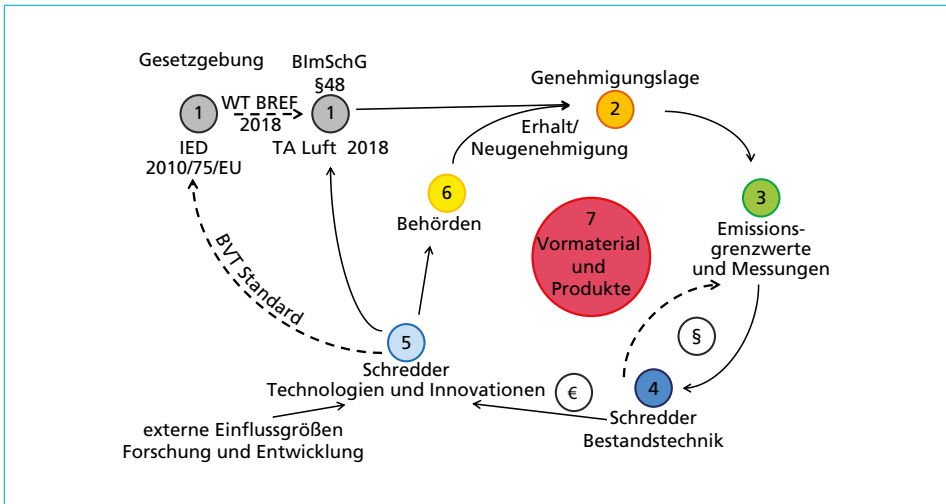 Gesetzgebung
BImSchG
§48
1
WT BREF
2018
1
IED
2010/75/EU
TA Luft 2018
Genehmigungslage
2
Erhalt/
Neugenehmigung
6
Behörden
3
Emissions-
grenzwerte
und Messungen
7
Vormaterial
und
Produkte
BVT Standard
§
5
Schredder
Technologien und Innovationen
€
4
Schredder
Bestandstechnik
externe Einflussgrößen
Forschung und Entwicklung